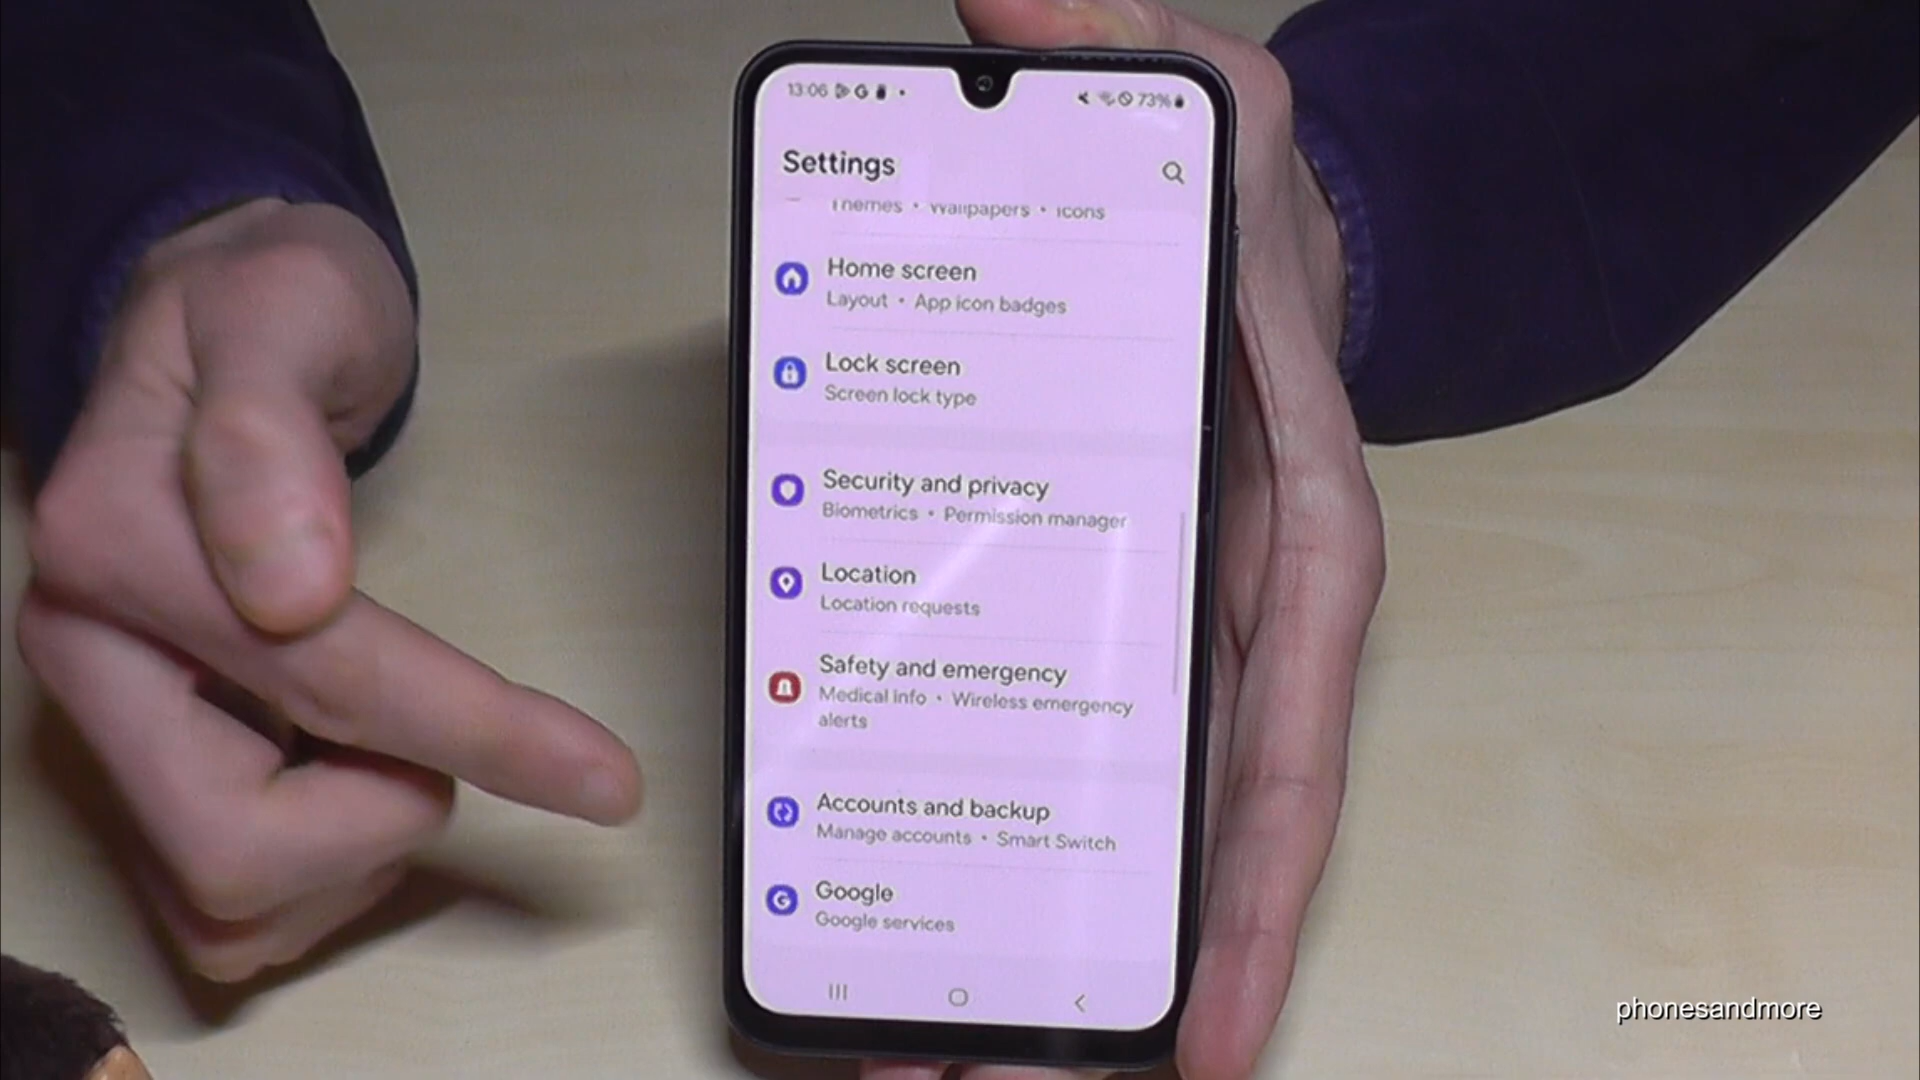 13:06 G 73%
Settings
Themes • Wallpapers • Icons
Home screen
Layout • App icon badges
Lock screen
Screen lock type
Security and privacy
Biometrics • Permission manager
Location
Location requests
Safety and emergency
Medical info • Wireless emergency
alerts
Accounts and backup
Manage accounts • Smart Switch
Google
Google services
phonesandmore